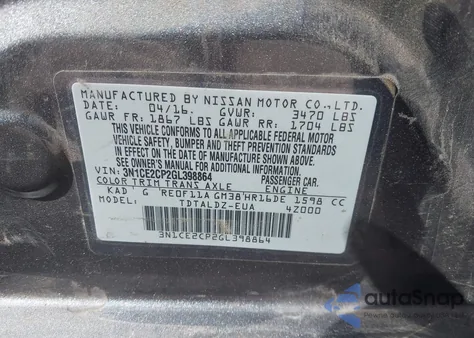 MANUFACTURED BY NISSAN MOTOR CO., LTD.
DATE: 04/16. GVWR: 3470 LBS
GAWR FR: 1867 LBS GAWR RR: 1704 LBS
THIS VEHICLE CONFORMS TO ALL APPLICABLE FEDERAL MOTOR
VEHICLE SAFETY, BUMPER AND THEFT PREVENTION STANDARDS
IN EFFECT ON THE DATE OF MANUFACTURE SHOWN ABOVE.
SEE OWNER'S MANUAL FOR MORE INFORMATION.
VIN: 3N1CE2CP2GL398864 PASSENGER CAR.
COLOR TRIM TRANS AXLE ENGINE
KAD G RE0F11A GM38 HR16DE 1598 CC
MODEL: TDTALDZ-EUA 4Z000
3N1CE2CP2GL398864
autoSnap
PATENT APPLIED